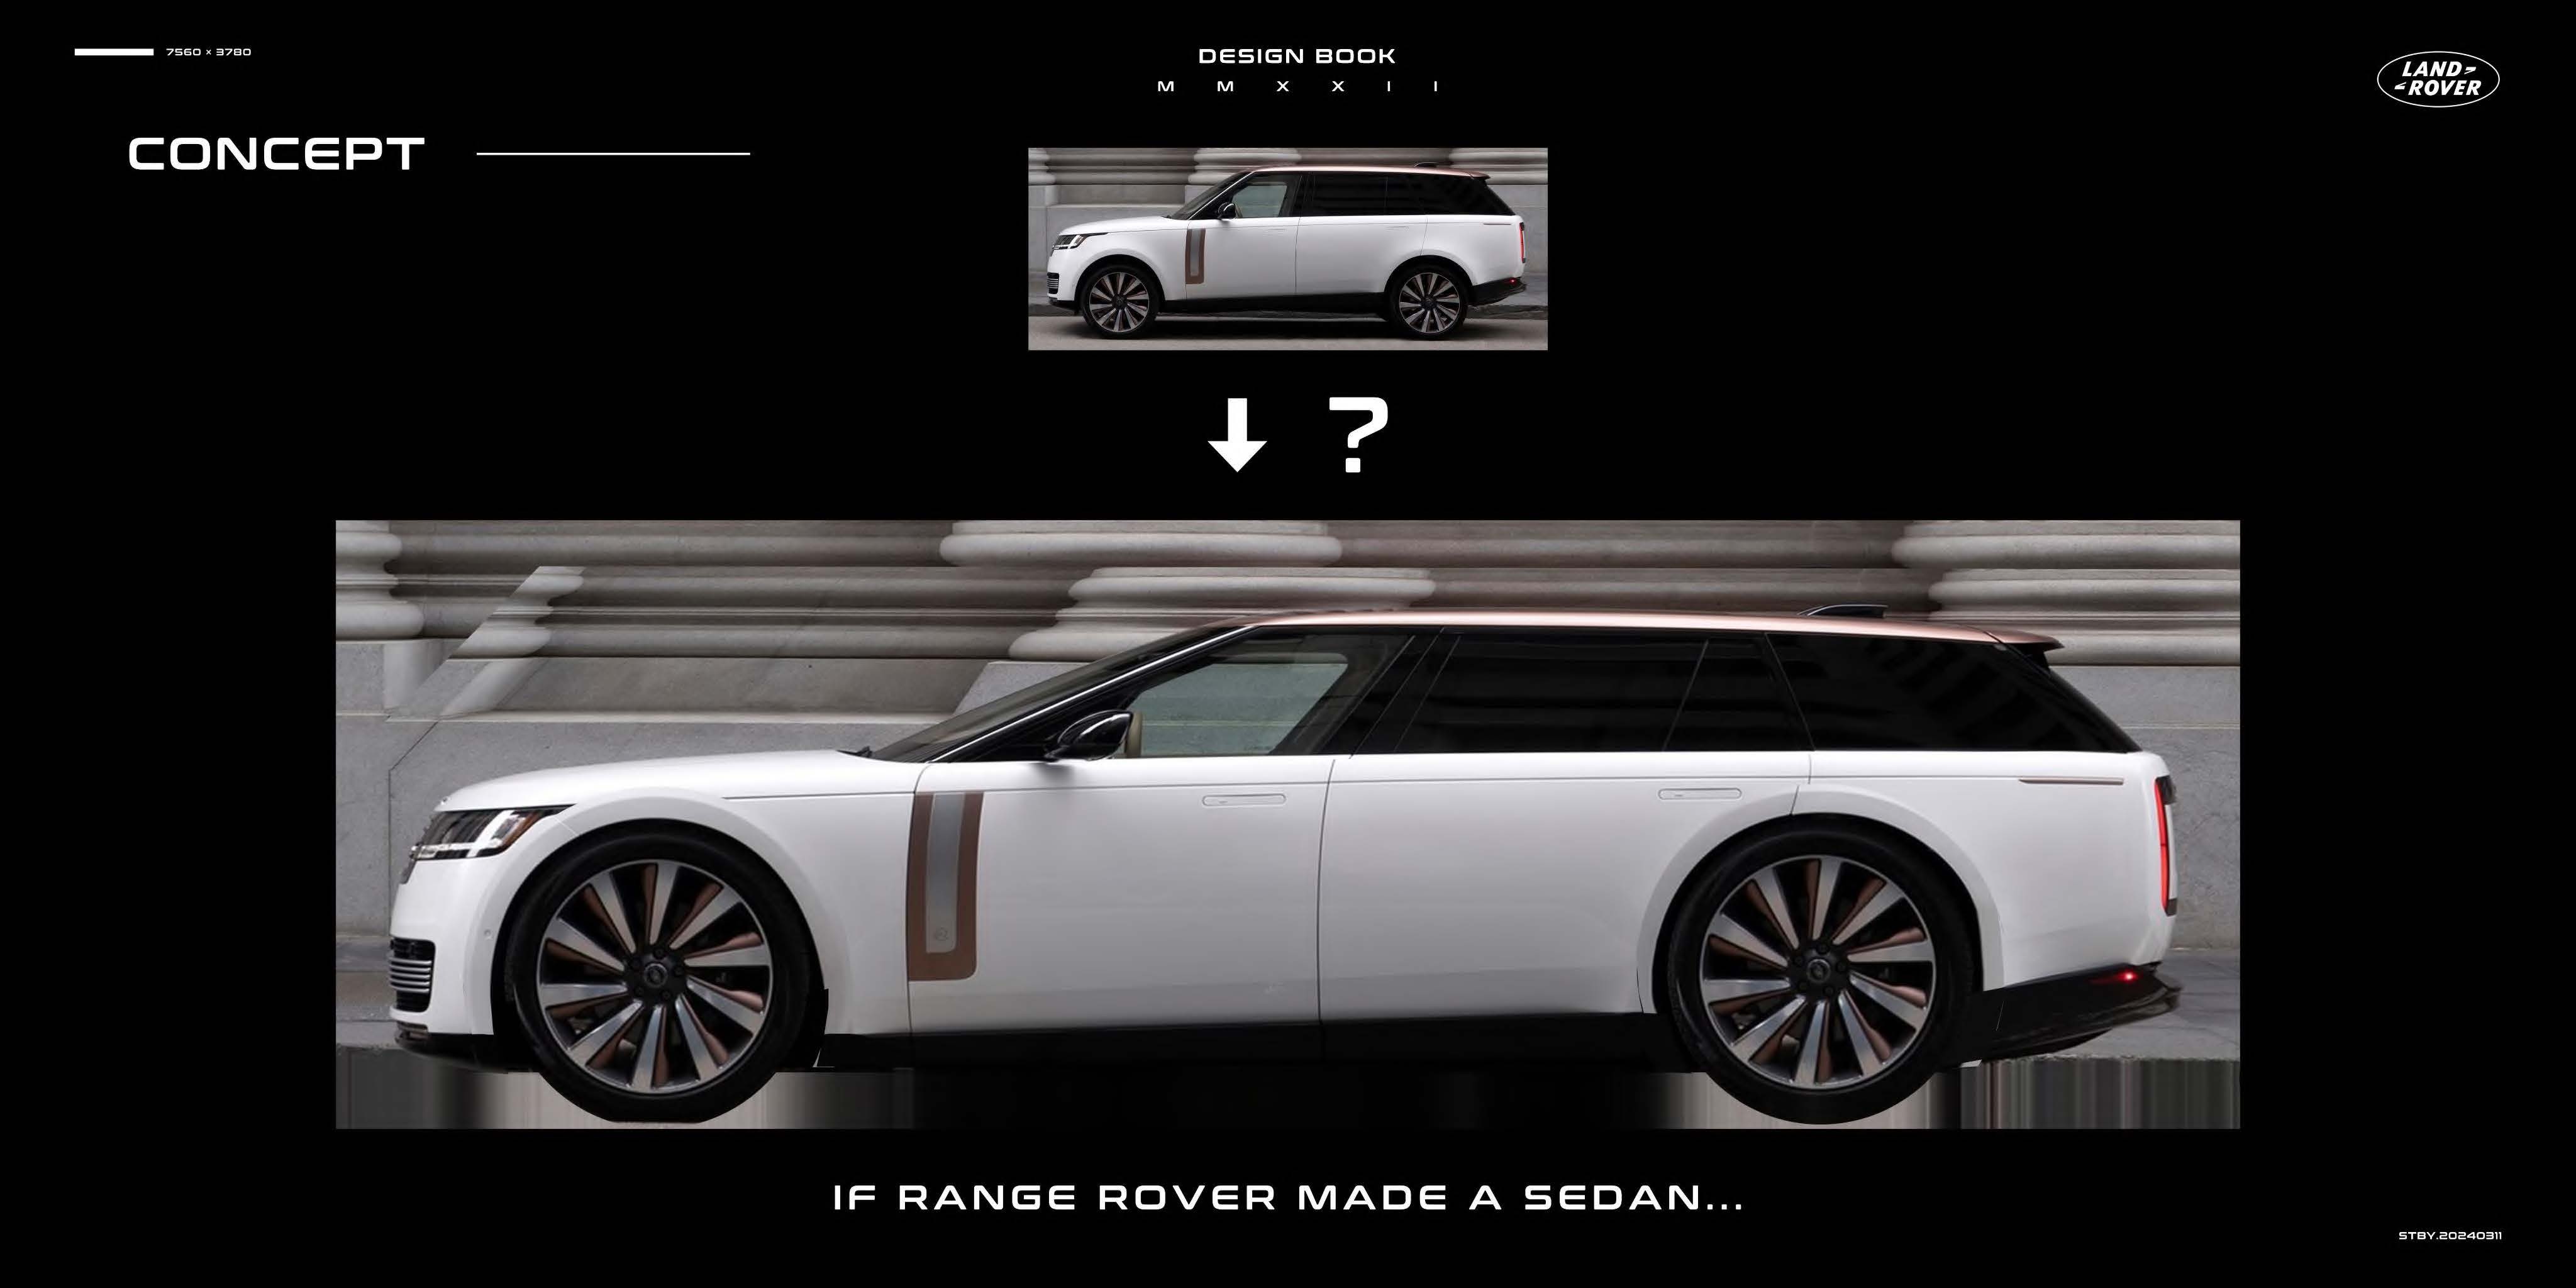 7560 × 3780
DESIGN BOOK
M M X X I I
LAND
ROVER
CONCEPT
?
IF RANGE ROVER MADE A SEDAN...
STBY.20240311